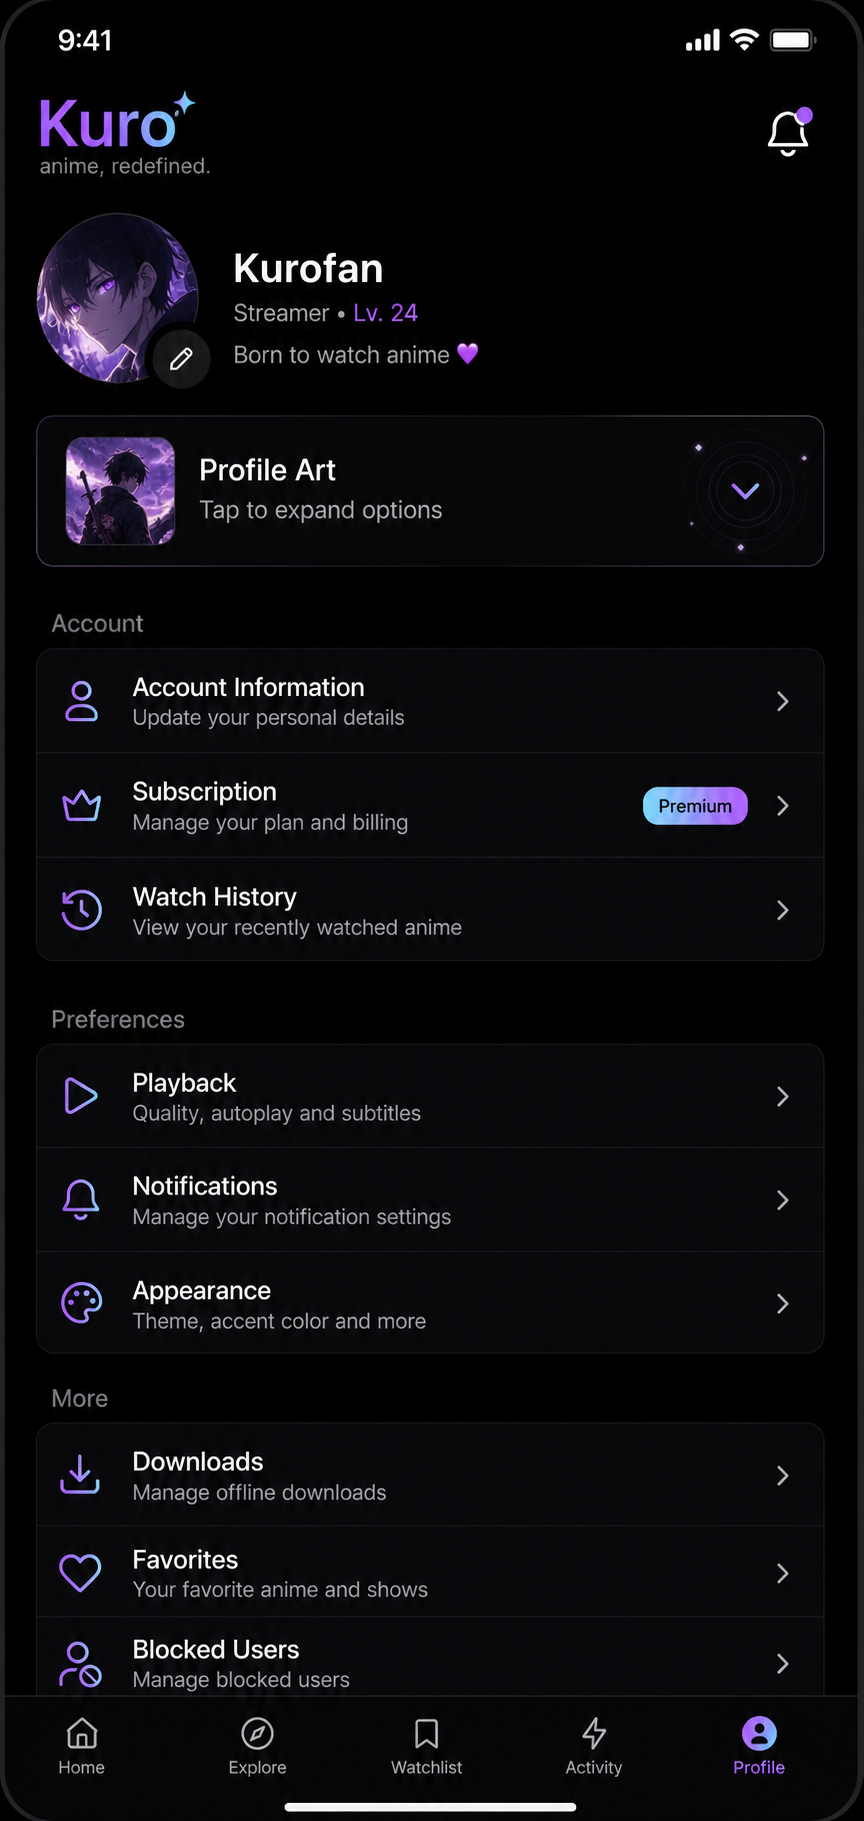 9:41
Kuro
anime, redefined.
Kurofan
Streamer • Lv. 24
Born to watch anime 💜
Profile Art
Tap to expand options
Account
Account Information
Update your personal details
Subscription
Manage your plan and billing
Premium
Watch History
View your recently watched anime
Preferences
Playback
Quality, autoplay and subtitles
Notifications
Manage your notification settings
Appearance
Theme, accent color and more
More
Downloads
Manage offline downloads
Favorites
Your favorite anime and shows
Blocked Users
Manage blocked users
Home
Explore
Watchlist
Activity
Profile